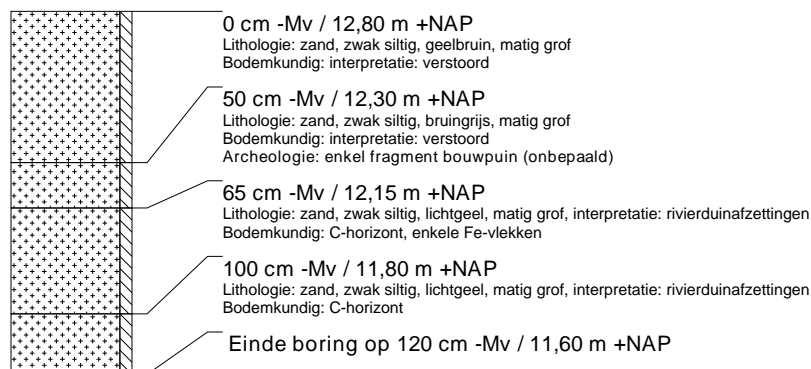 0 cm -Mv / 12,80 m +NAP
Lithologie: zand, zwak siltig, geelbruin, matig grof
Bodemkundig: interpretatie: verstoord
50 cm -Mv / 12,30 m +NAP
Lithologie: zand, zwak siltig, bruingrijs, matig grof
Bodemkundig: interpretatie: verstoord
Archeologie: enkel fragment bouwpuin (onbepaald)
65 cm -Mv / 12,15 m +NAP
Lithologie: zand, zwak siltig, lichtgeel, matig grof, interpretatie: rivierduinafzettingen
Bodemkundig: C-horizont, enkele Fe-vlekken
100 cm -Mv / 11,80 m +NAP
Lithologie: zand, zwak siltig, lichtgeel, matig grof, interpretatie: rivierduinafzettingen
Bodemkundig: C-horizont
Einde boring op 120 cm -Mv / 11,60 m +NAP